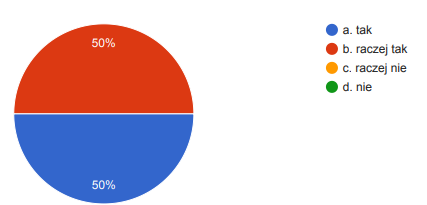 50%
50%
a. tak
b. raczej tak
c. raczej nie
d. nie